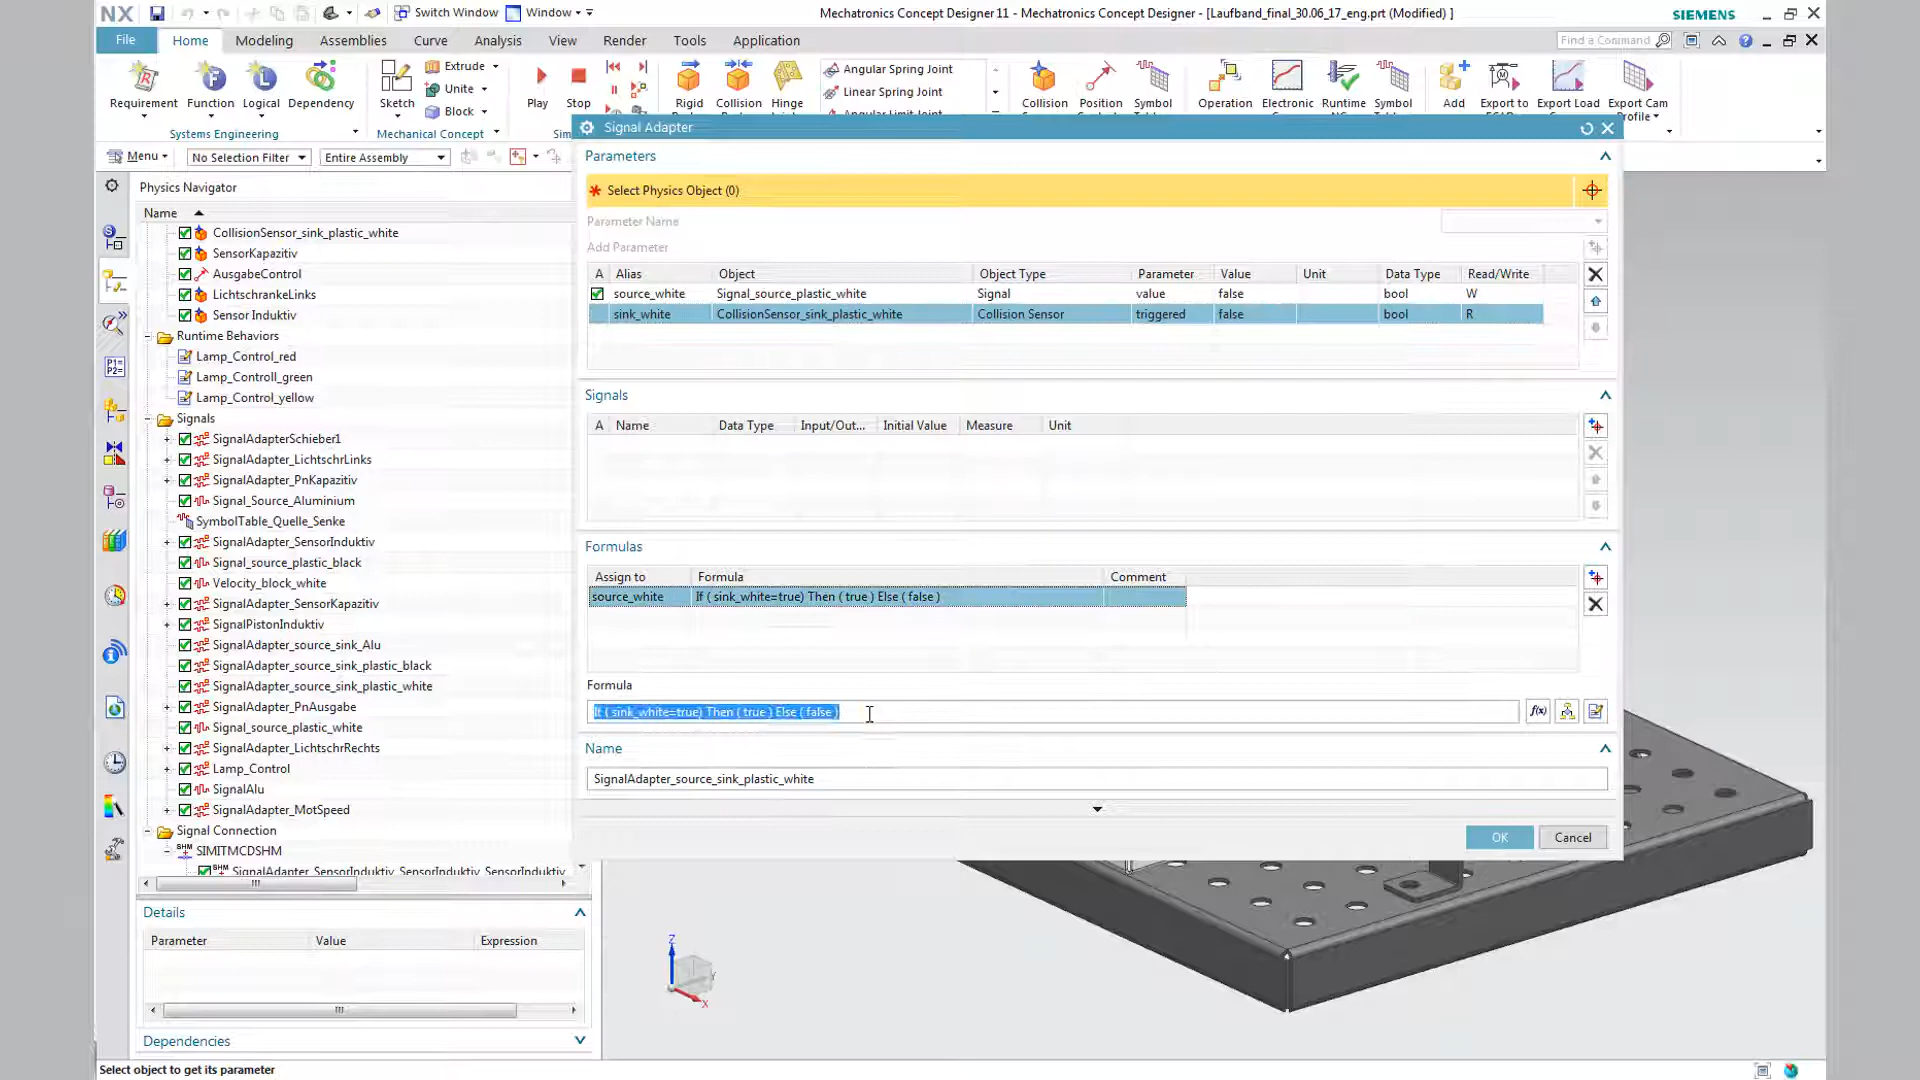 NX
Switch Window
Window
Mechatronics Concept Designer 11 - Mechatronics Concept Designer - [Laufband_final_30.06_17_eng.prt (Modified) ]
SIEMENS
File
Home
Modeling
Assemblies
Curve
Analysis
View
Render
Tools
Application
Find a Command
Requirement
Function
Logical
Dependency
Systems Engineering
Sketch
Extrude
Unite
Block
Mechanical Concept
Play
Stop
Rigid
Collision
Hinge
Angular Spring Joint
Linear Spring Joint
Angular Limit Joint
Collision
Position
Symbol
Operation
Electronic
Runtime
Symbol
Add
Export to
Export Load
Export Cam
Profile
Menu
No Selection Filter
Entire Assembly
Physics Navigator
Name
CollisionSensor_sink_plastic_white
SensorKapazitiv
AusgabeControl
LichtschrankeLinks
Sensor Induktiv
Runtime Behaviors
Lamp_Control_red
Lamp_Controll_green
Lamp_Control_yellow
Signals
SignalAdapterSchieber1
SignalAdapter_LichtschrLinks
SignalAdapter_PnKapazitiv
Signal_Source_Aluminium
SymbolTable_Quelle_Senke
SignalAdapter_SensorInduktiv
Signal_source_plastic_black
Velocity_block_white
SignalAdapter_SensorKapazitiv
SignalPistonInduktiv
SignalAdapter_source_sink_Alu
SignalAdapter_source_sink_plastic_black
SignalAdapter_source_sink_plastic_white
SignalAdapter_PnAusgabe
Signal_source_plastic_white
SignalAdapter_LichtschrRechts
Lamp_Control
SignalAlu
SignalAdapter_MotSpeed
Signal Connection
SHM SIMITMCDSHM
SHM SignalAdapter_SensorInduktiv_SensorInduktiv_SensorInduktiv
Details
Parameter Value Expression
Dependencies
Select object to get its parameter
Signal Adapter
Parameters
* Select Physics Object (0)
Parameter Name
Add Parameter
A Alias Object Object Type Parameter Value Unit Data Type Read/Write
source_white Signal_source_plastic_white Signal value false bool W
sink_white CollisionSensor_sink_plastic_white Collision Sensor triggered false bool R
Signals
A Name Data Type Input/Out... Initial Value Measure Unit
Formulas
Assign to Formula Comment
source_white If ( sink_white=true) Then ( true ) Else ( false )
Formula
If ( sink_white=true) Then ( true ) Else ( false )
f(x)
Name
SignalAdapter_source_sink_plastic_white
OK
Cancel
Z
Y
X